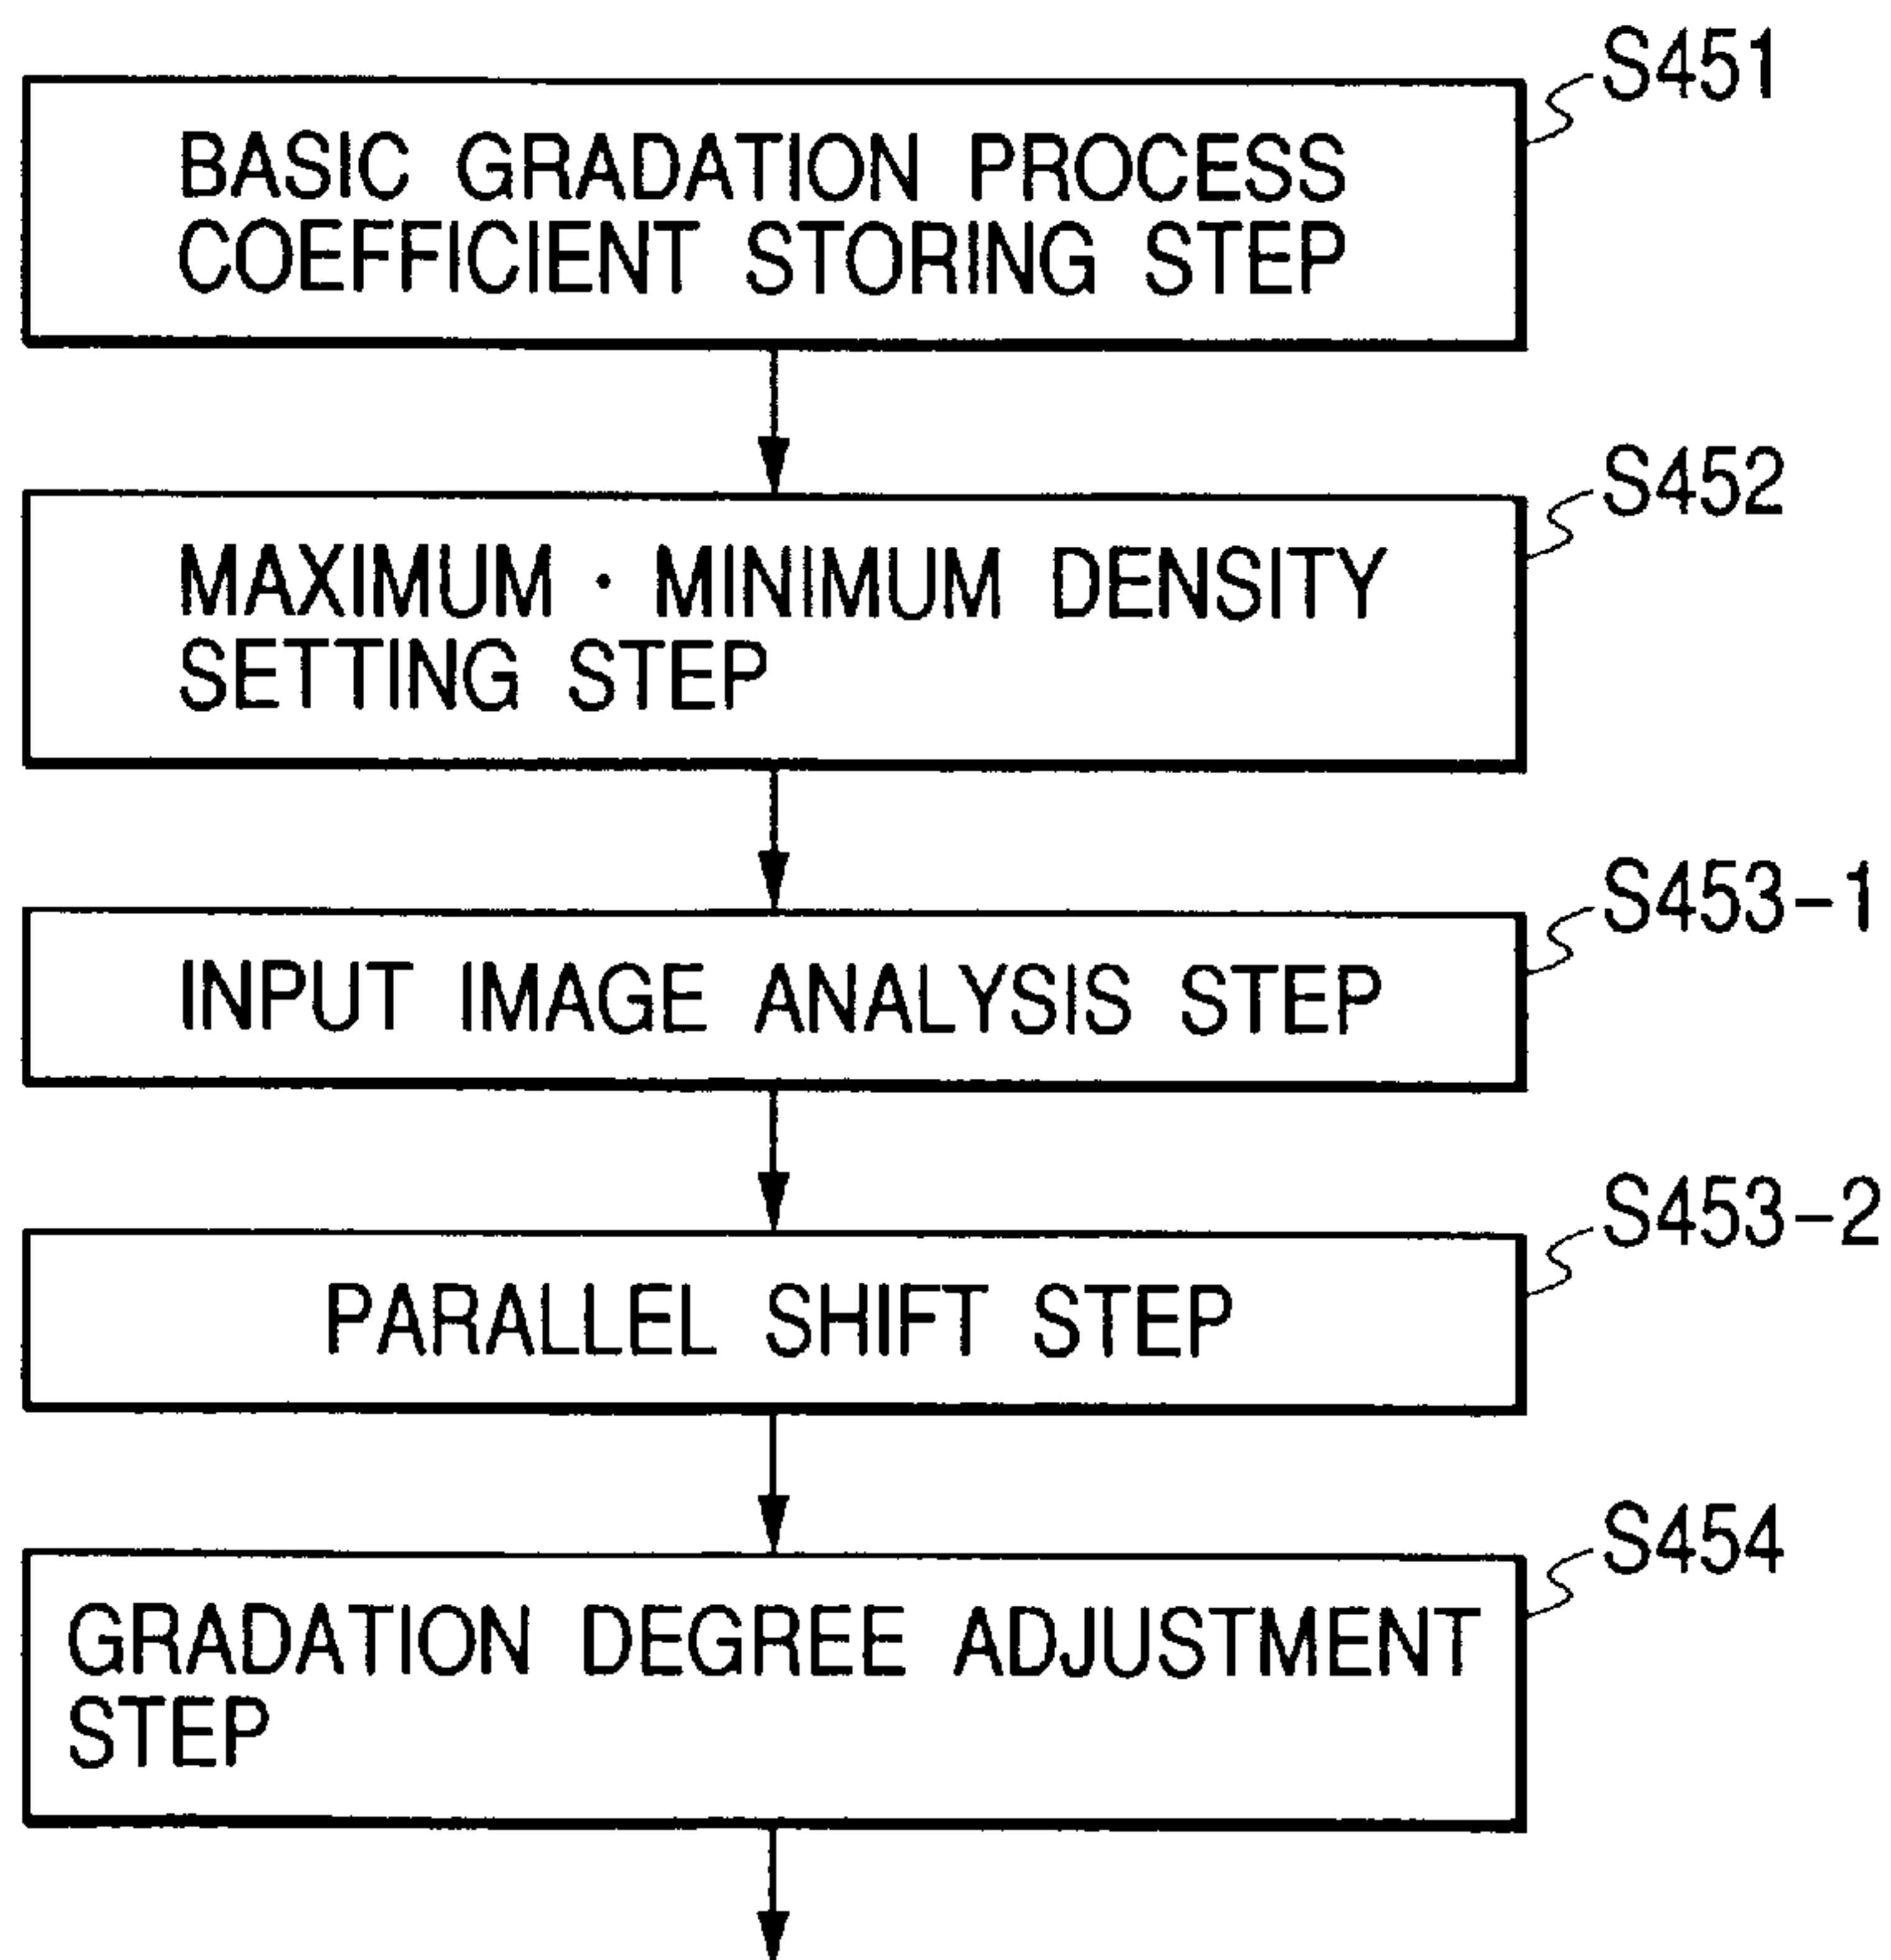 S451
BASIC GRADATION PROCESS
COEFFICIENT STORING STEP
S452
MAXIMUM · MINIMUM DENSITY
SETTING STEP
S453-1
INPUT IMAGE ANALYSIS STEP
S453-2
PARALLEL SHIFT STEP
S454
GRADATION DEGREE ADJUSTMENT
STEP